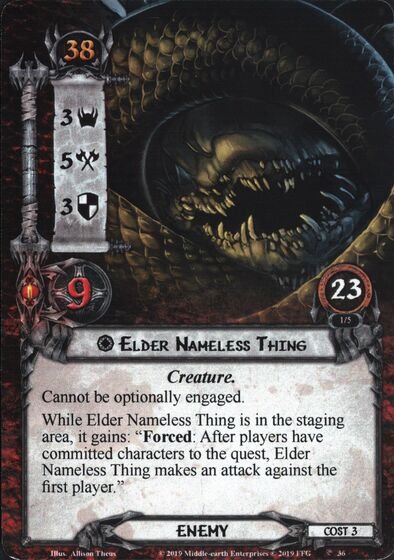 38
3
5
3
9
23
1/5
ELDER NAMELESS THING
Creature.
Cannot be optionally engaged.
While Elder Nameless Thing is in the staging
area, it gains: “Forced: After players have
committed characters to the quest, Elder
Nameless Thing makes an attack against the
first player.”
ENEMY
COST 3
Illus. Allison Theus
© 2019 Middle-earth Enterprises ® 2019 FFG
36